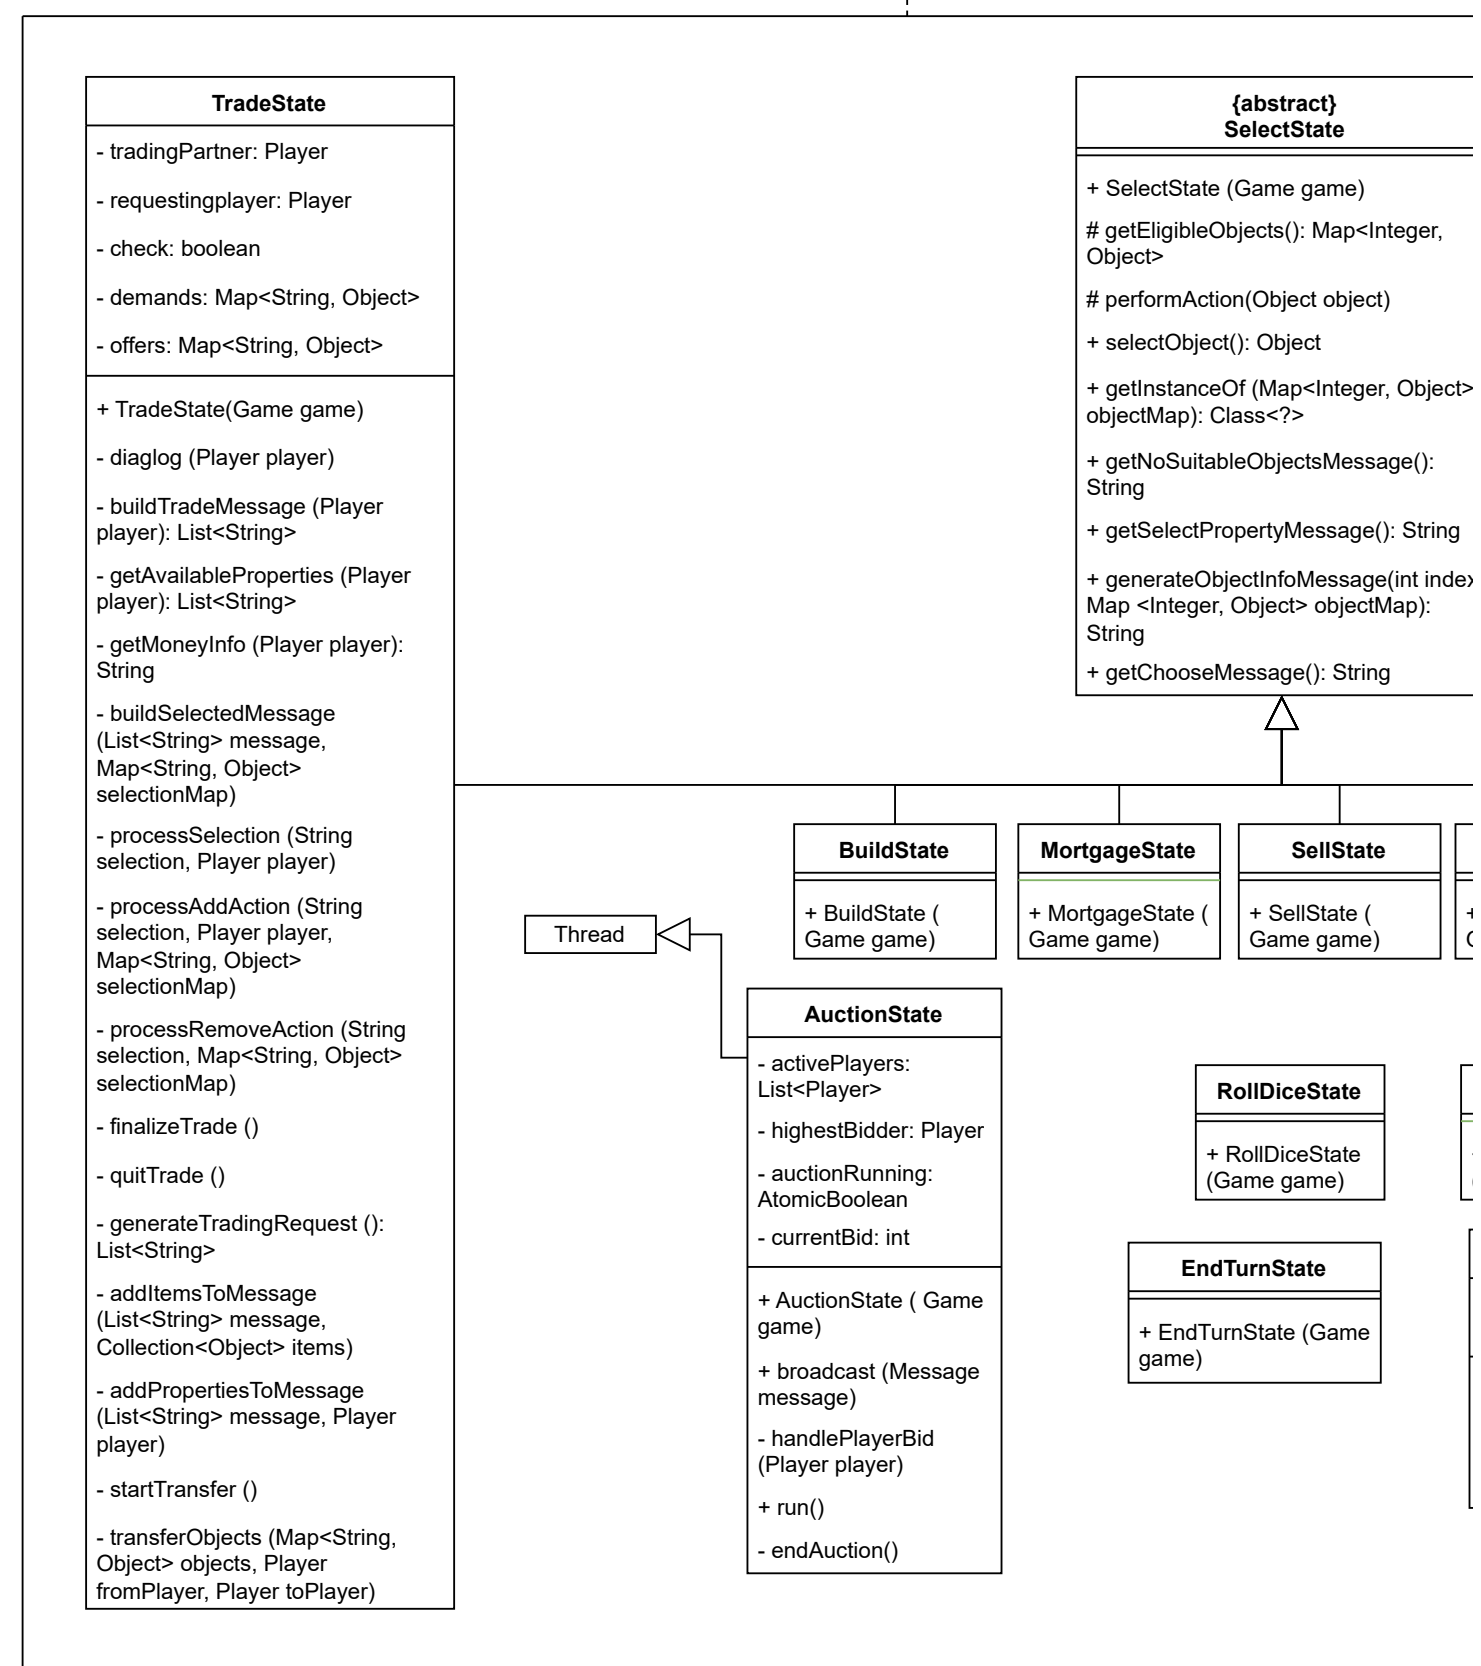 TradeState
- tradingPartner: Player
- requestingplayer: Player
- check: boolean
- demands: Map<String, Object>
- offers: Map<String, Object>
+ TradeState(Game game)
- diaglog (Player player)
- buildTradeMessage (Player
player): List<String>
- getAvailableProperties (Player
player): List<String>
- getMoneyInfo (Player player):
String
- buildSelectedMessage
(List<String> message,
Map<String, Object>
selectionMap)
- processSelection (String
selection, Player player)
- processAddAction (String
selection, Player player,
Map<String, Object>
selectionMap)
- processRemoveAction (String
selection, Map<String, Object>
selectionMap)
- finalizeTrade ()
- quitTrade ()
- generateTradingRequest ():
List<String>
- addItemsToMessage
(List<String> message,
Collection<Object> items)
- addPropertiesToMessage
(List<String> message, Player
player)
- startTransfer ()
- transferObjects (Map<String,
Object> objects, Player
fromPlayer, Player toPlayer)
{abstract}
SelectState
+ SelectState (Game game)
# getEligibleObjects(): Map<Integer,
Object>
# performAction(Object object)
+ selectObject(): Object
+ getInstanceOf (Map<Integer, Object>
objectMap): Class<?>
+ getNoSuitableObjectsMessage():
String
+ getSelectPropertyMessage(): String
+ generateObjectInfoMessage(int index
Map <Integer, Object> objectMap):
String
+ getChooseMessage(): String
BuildState
+ BuildState (
Game game)
MortgageState
+ MortgageState (
Game game)
SellState
+ SellState (
Game game)
+
Thread
AuctionState
- activePlayers:
List<Player>
- highestBidder: Player
- auctionRunning:
AtomicBoolean
- currentBid: int
+ AuctionState ( Game
game)
+ broadcast (Message
message)
- handlePlayerBid
(Player player)
+ run()
- endAuction()
RollDiceState
+ RollDiceState
(Game game)
EndTurnState
+ EndTurnState (Game
game)